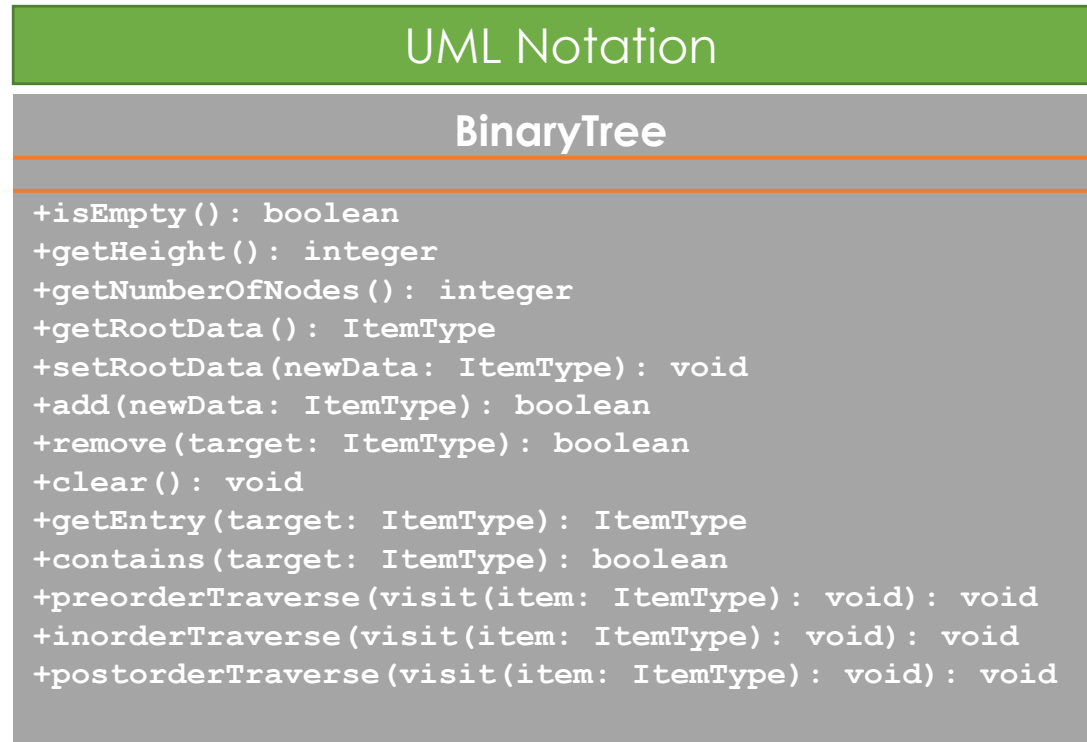 UML Notation
BinaryTree
+isEmpty(): boolean
+getHeight(): integer
+getNumberOfNodes(): integer
+getRootData(): ItemType
+setRootData(newData: ItemType): void
+add(newData: ItemType): boolean
+remove(target: ItemType): boolean
+clear(): void
+getEntry(target: ItemType): ItemType
+contains(target: ItemType): boolean
+preorderTraverse(visit(item: ItemType): void): void
+inorderTraverse(visit(item: ItemType): void): void
+postorderTraverse(visit(item: ItemType): void): void